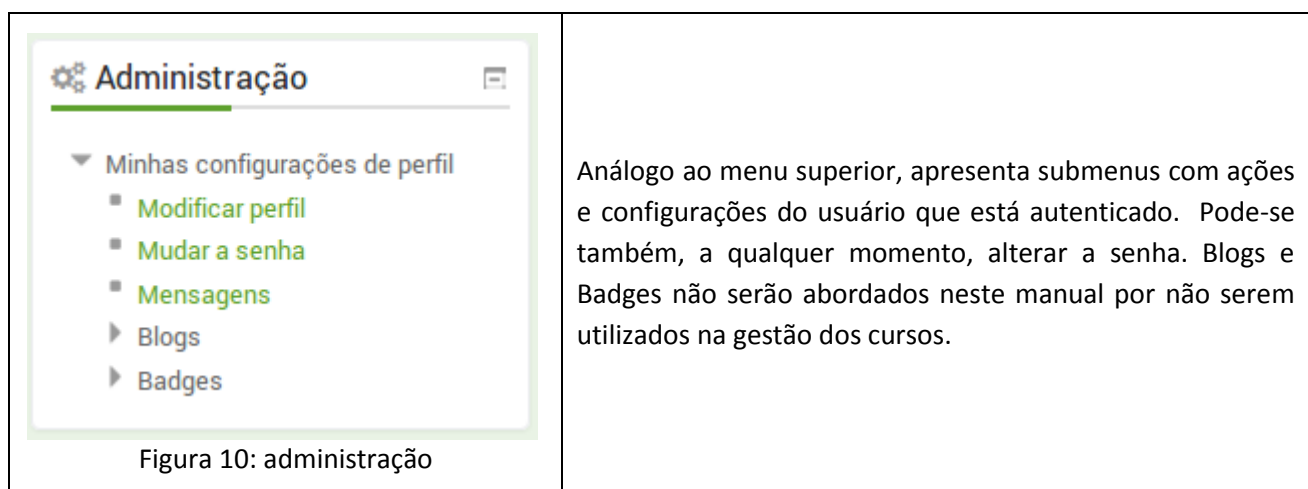 Administração
Minhas configurações de perfil
Modificar perfil
Mudar a senha
Mensagens
Blogs
Badges
Figura 10: administração
Análogo ao menu superior, apresenta submenus com ações
e configurações do usuário que está autenticado. Pode-se
também, a qualquer momento, alterar a senha. Blogs e
Badges não serão abordados neste manual por não serem
utilizados na gestão dos cursos.